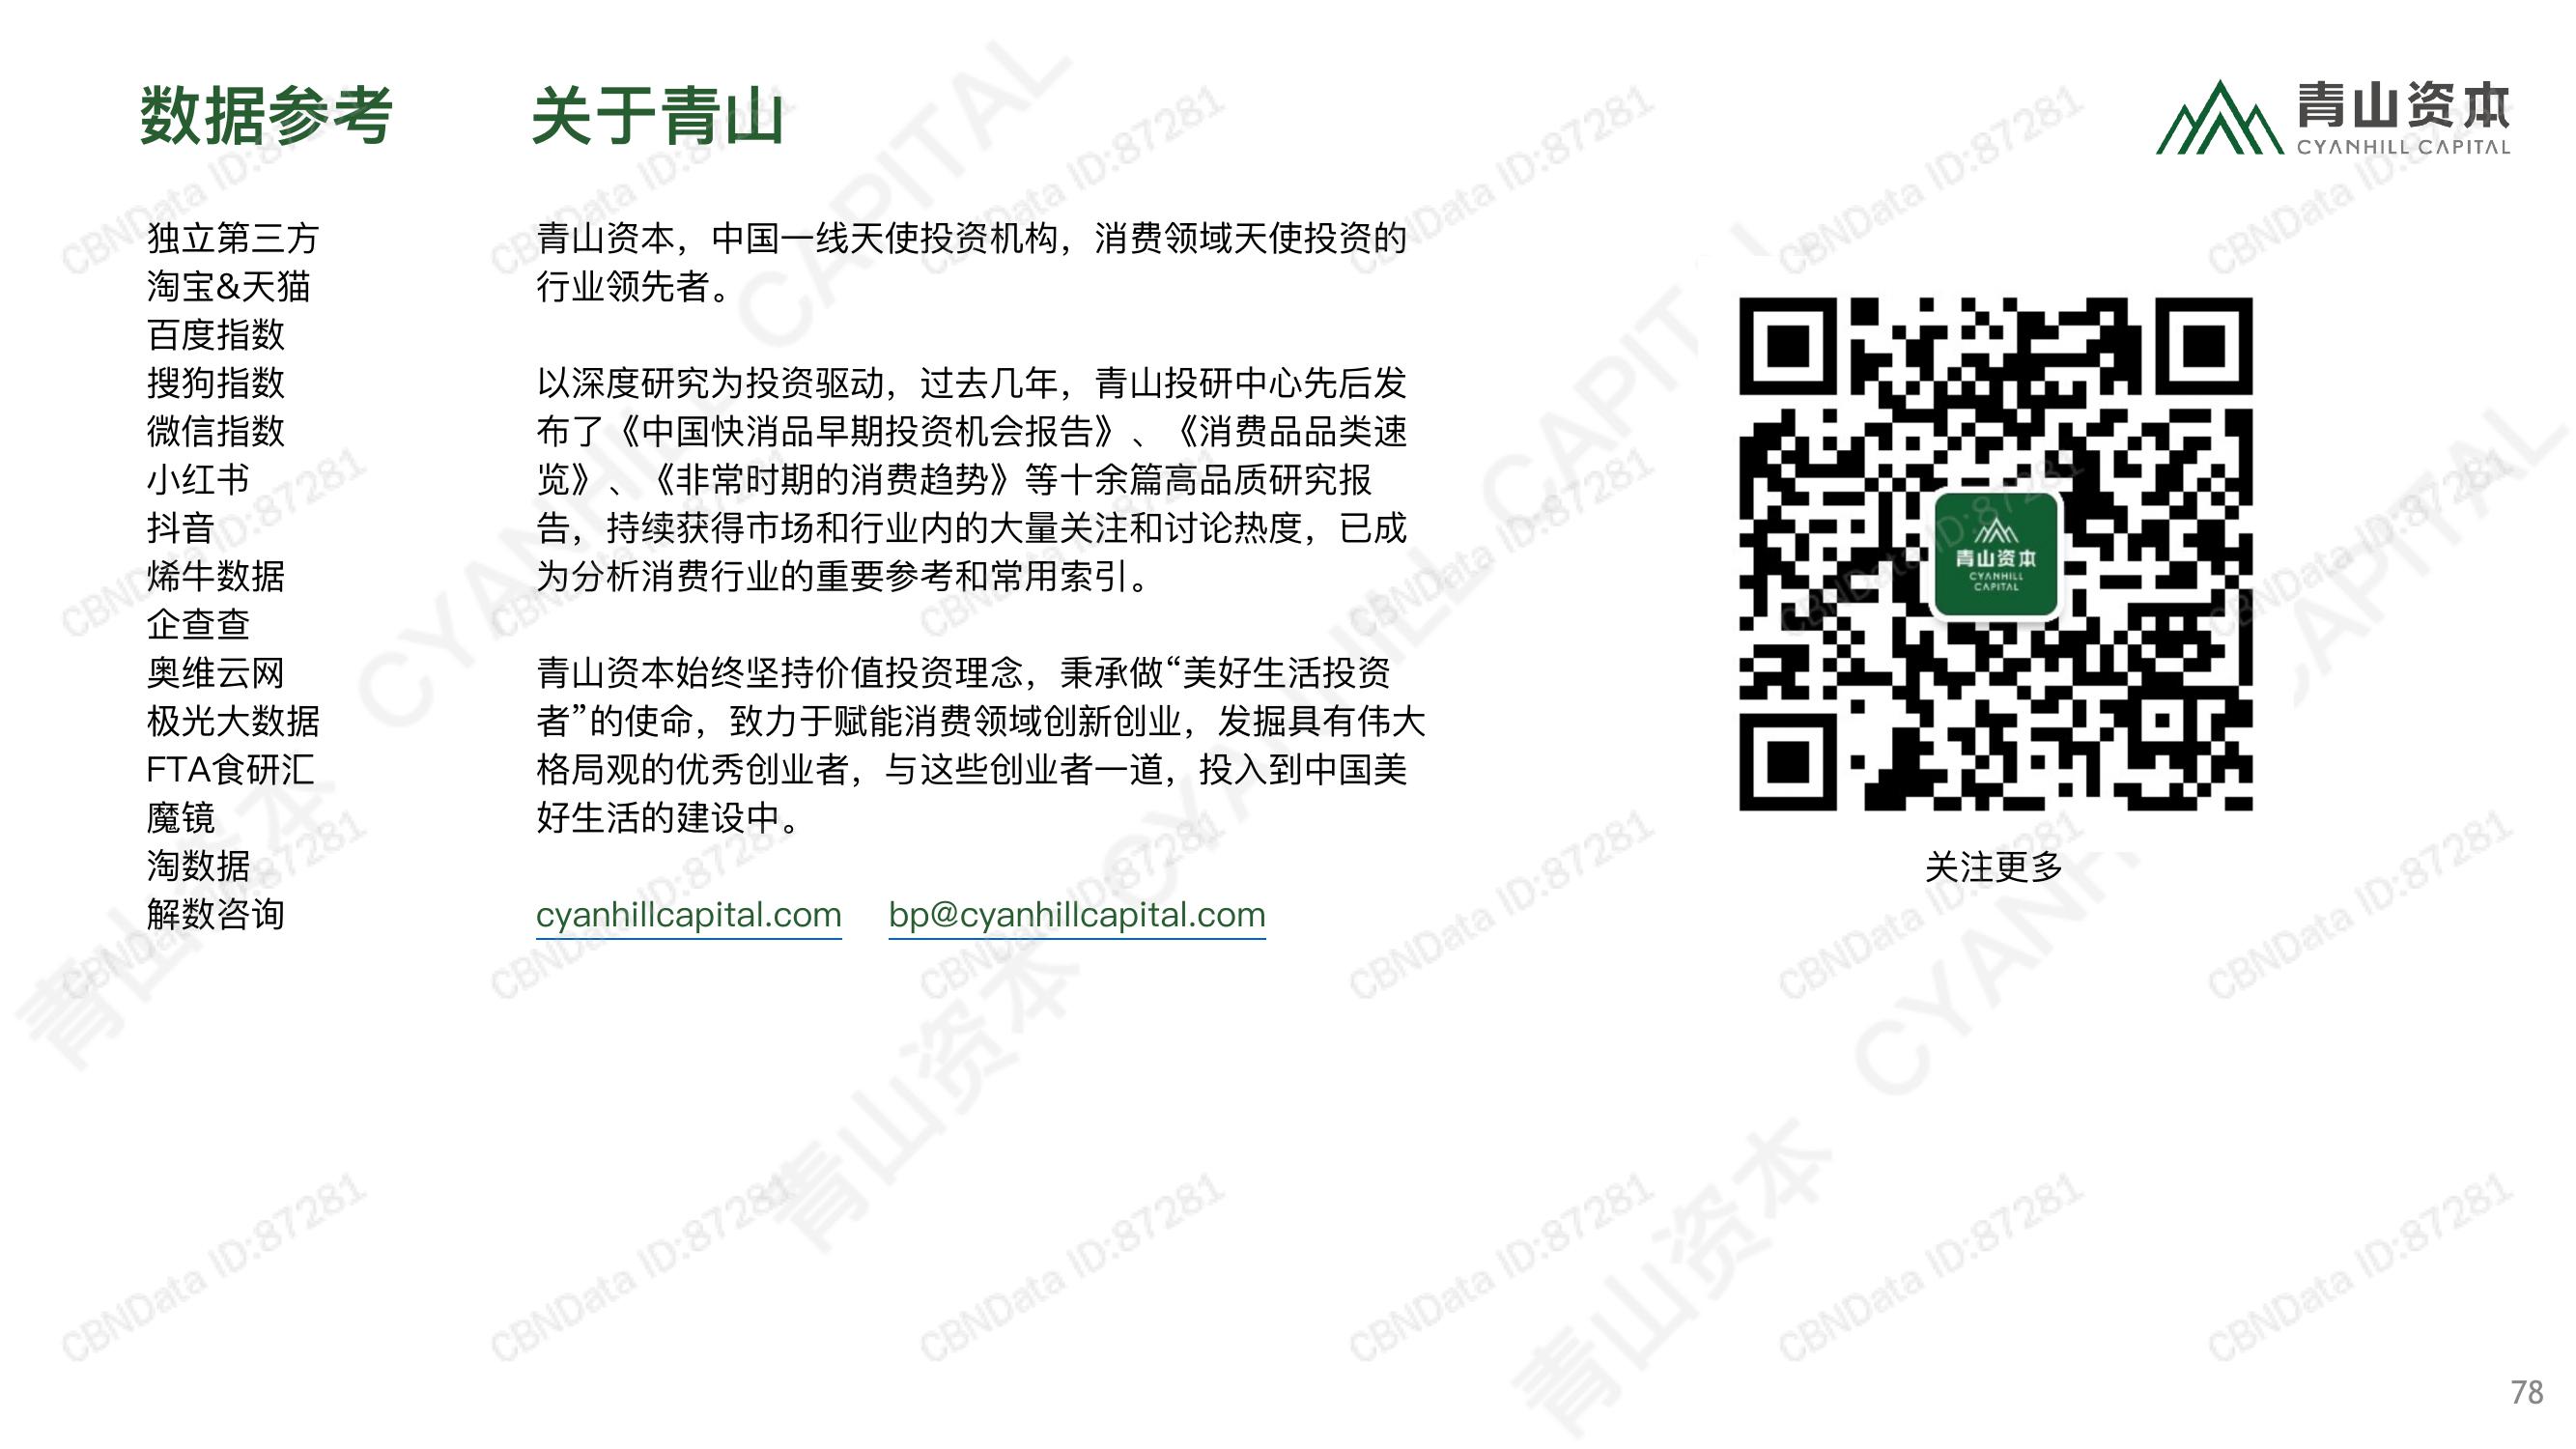 数据参考
独立第三方
淘宝&天猫
百度指数
搜狗指数
微信指数
小红书
抖音
烯牛数据
企查查
奥维云网
极光大数据
FTA食研汇
魔镜
淘数据
解数咨询
关于青山
青山资本，中国一线天使投资机构，消费领域天使投资的
行业领先者。
以深度研究为投资驱动，过去几年，青山投研中心先后发
布了《中国快消品早期投资机会报告》、《消费品品类速
览》、《非常时期的消费趋势》等十余篇高品质研究报
告，持续获得市场和行业内的大量关注和讨论热度，已成
为分析消费行业的重要参考和常用索引。
青山资本始终坚持价值投资理念，秉承做“美好生活投资
者”的使命，致力于赋能消费领域创新创业，发掘具有伟大
格局观的优秀创业者，与这些创业者一道，投入到中国美
好生活的建设中。
cyanhillcapital.com bp@cyanhillcapital.com
青山资本
CYANHILL CAPITAL
青山资本
CYANHILL
CAPITAL
关注更多
78
青山资本 CYANHILL CAPITAL
CBNData ID:87281